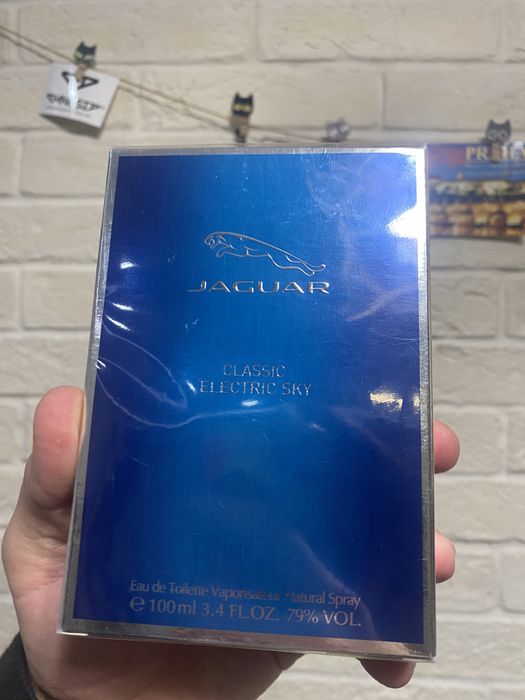 JAGUAR
CLASSIC
ELECTRIC SKY
Eau de Toilette Vaporisateur Natural Spray
℮ 100 ml 3.4 FL.OZ. 79% VOL.